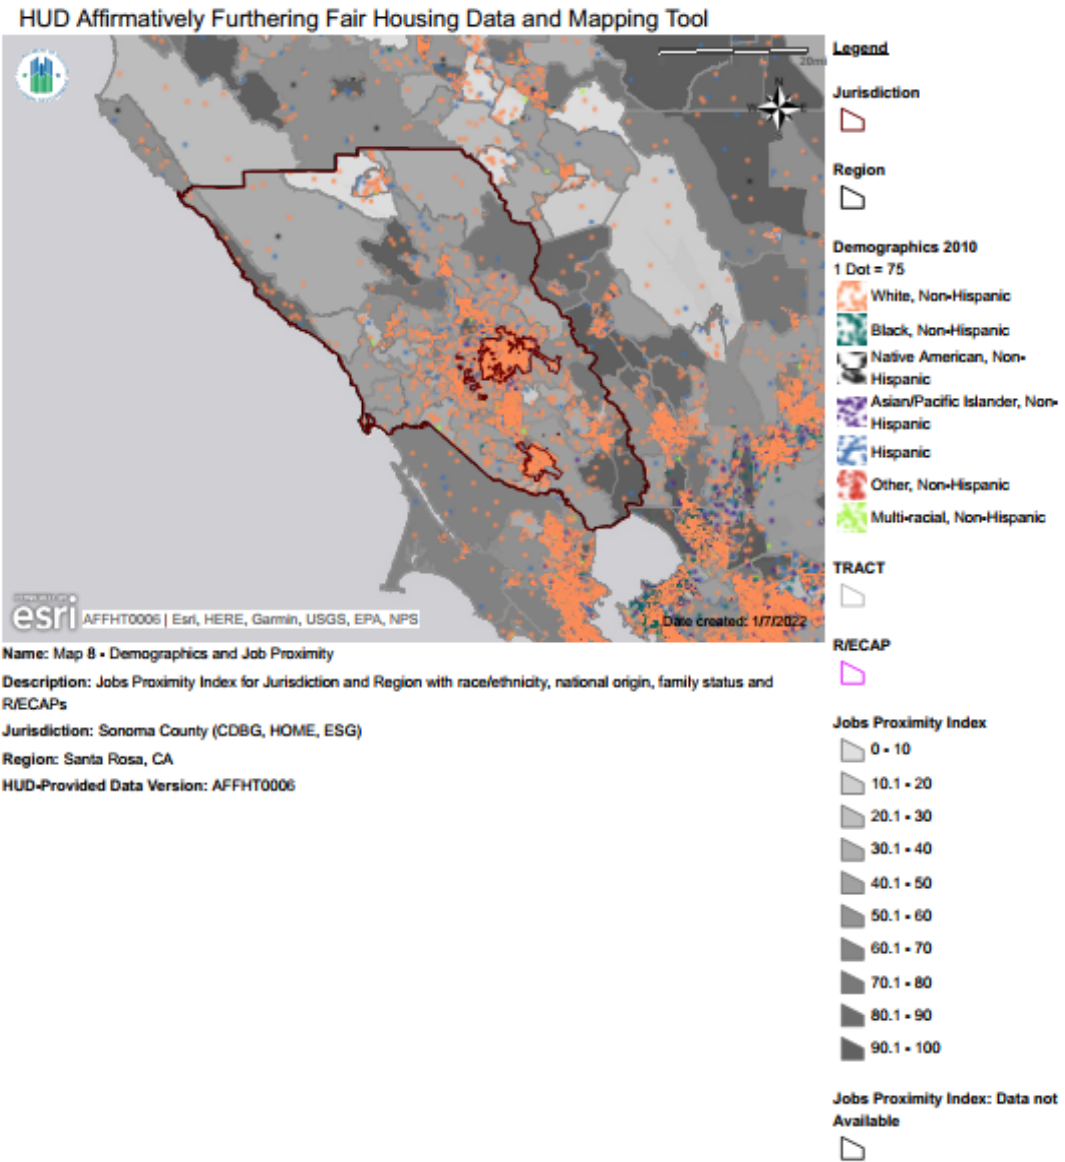 HUD Affirmatively Furthering Fair Housing Data and Mapping Tool
20mi
N
W E
S
esri
AFFHT0006 | Esri, HERE, Garmin, USGS, EPA, NPS
Date created: 1/7/2022
Name: Map 8 - Demographics and Job Proximity
Description: Jobs Proximity Index for Jurisdiction and Region with race/ethnicity, national origin, family status and
R/ECAPs
Jurisdiction: Sonoma County (CDBG, HOME, ESG)
Region: Santa Rosa, CA
HUD-Provided Data Version: AFFHT0006
Legend
Jurisdiction
Region
Demographics 2010
1 Dot = 75
White, Non-Hispanic
Black, Non-Hispanic
Native American, Non-
Hispanic
Asian/Pacific Islander, Non-
Hispanic
Hispanic
Other, Non-Hispanic
Multi-racial, Non-Hispanic
TRACT
R/ECAP
Jobs Proximity Index
0 - 10
10.1 - 20
20.1 - 30
30.1 - 40
40.1 - 50
50.1 - 60
60.1 - 70
70.1 - 80
80.1 - 90
90.1 - 100
Jobs Proximity Index: Data not
Available